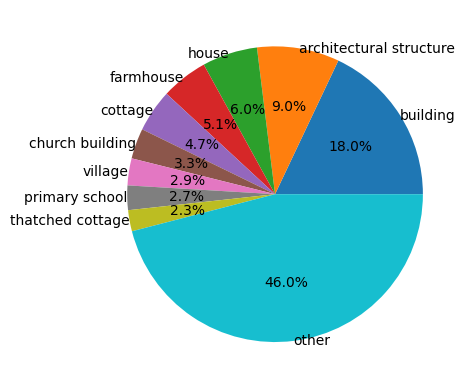 house
architectural structure
farmhouse
building
cottage
church building
village
primary school
thatched cottage
other
18.0%
9.0%
6.0%
5.1%
4.7%
3.3%
2.9%
2.7%
2.3%
46.0%